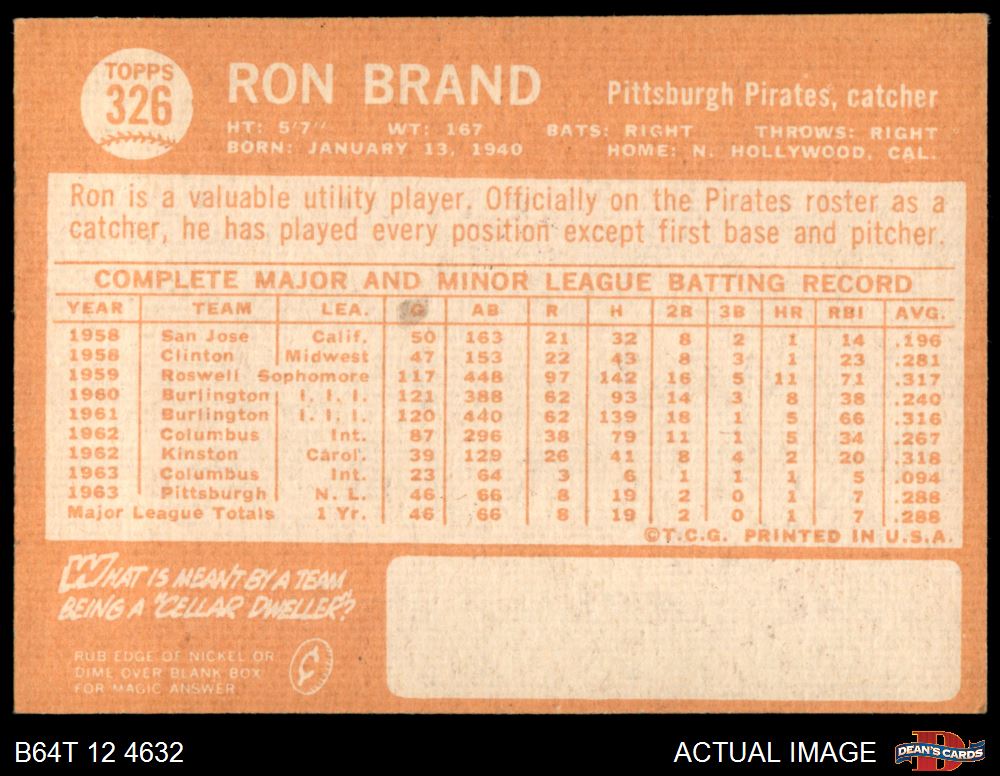 TOPPS
326
RON BRAND
Pittsburgh Pirates, catcher
HT: 5'7" WT: 167 BATS: RIGHT THROWS: RIGHT
BORN: JANUARY 13, 1940 HOME: N. HOLLYWOOD, CAL.
Ron is a valuable utility player. Officially on the Pirates roster as a
catcher, he has played every position except first base and pitcher.
COMPLETE MAJOR AND MINOR LEAGUE BATTING RECORD
YEAR TEAM LEA. G AB R H 2B 3B HR RBI AVG.
1958 San Jose Calif. 50 163 21 32 8 2 1 14 .196
1958 Clinton Midwest 47 153 22 43 8 3 1 23 .281
1959 Roswell Sophomore 117 448 97 142 16 5 11 71 .317
1960 Burlington I. I. I. 121 388 62 93 14 3 8 38 .240
1961 Burlington I. I. I. 120 440 62 139 18 1 5 66 .316
1962 Columbus Int. 87 296 38 79 11 1 5 34 .267
1962 Kinston Carol. 39 129 26 41 8 4 2 20 .318
1963 Columbus Int. 23 64 3 6 1 1 1 5 .094
1963 Pittsburgh N. L. 46 66 8 19 2 0 1 7 .288
Major League Totals 1 Yr. 46 66 8 19 2 0 1 7 .288
©T.C.G. PRINTED IN U.S.A.
WHAT IS MEANT BY A TEAM
BEING A "CELLAR DWELLER"?
RUB EDGE OF NICKEL OR
DIME OVER BLANK BOX
FOR MAGIC ANSWER
¢
B64T 12 4632 ACTUAL IMAGE DEAN'S CARDS